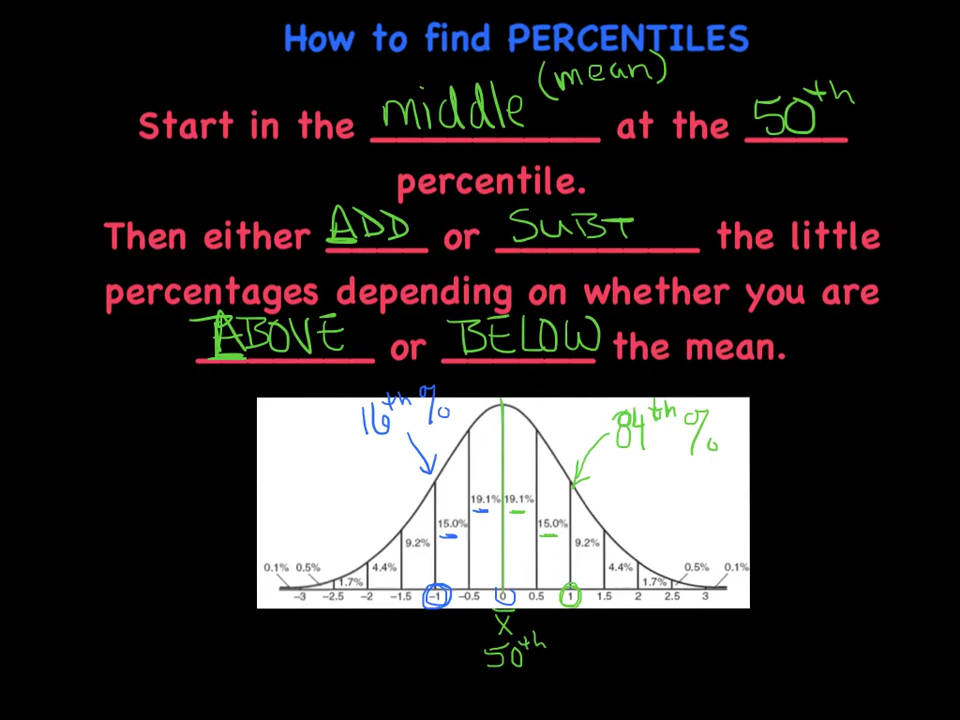 How to find PERCENTILES
(mean)
Start in the middle at the 50th
percentile.
Then either ADD or SUBT the little
percentages depending on whether you are
ABOVE or BELOW the mean.
16th % 84th %
19.1% 19.1%
15.0% 15.0%
9.2% 9.2%
0.1% 0.5% 4.4% 4.4% 0.5% 0.1%
1.7% 1.7%
−3 −2.5 −2 −1.5 −1 −0.5 0 0.5 1 1.5 2 2.5 3
x̄
50th